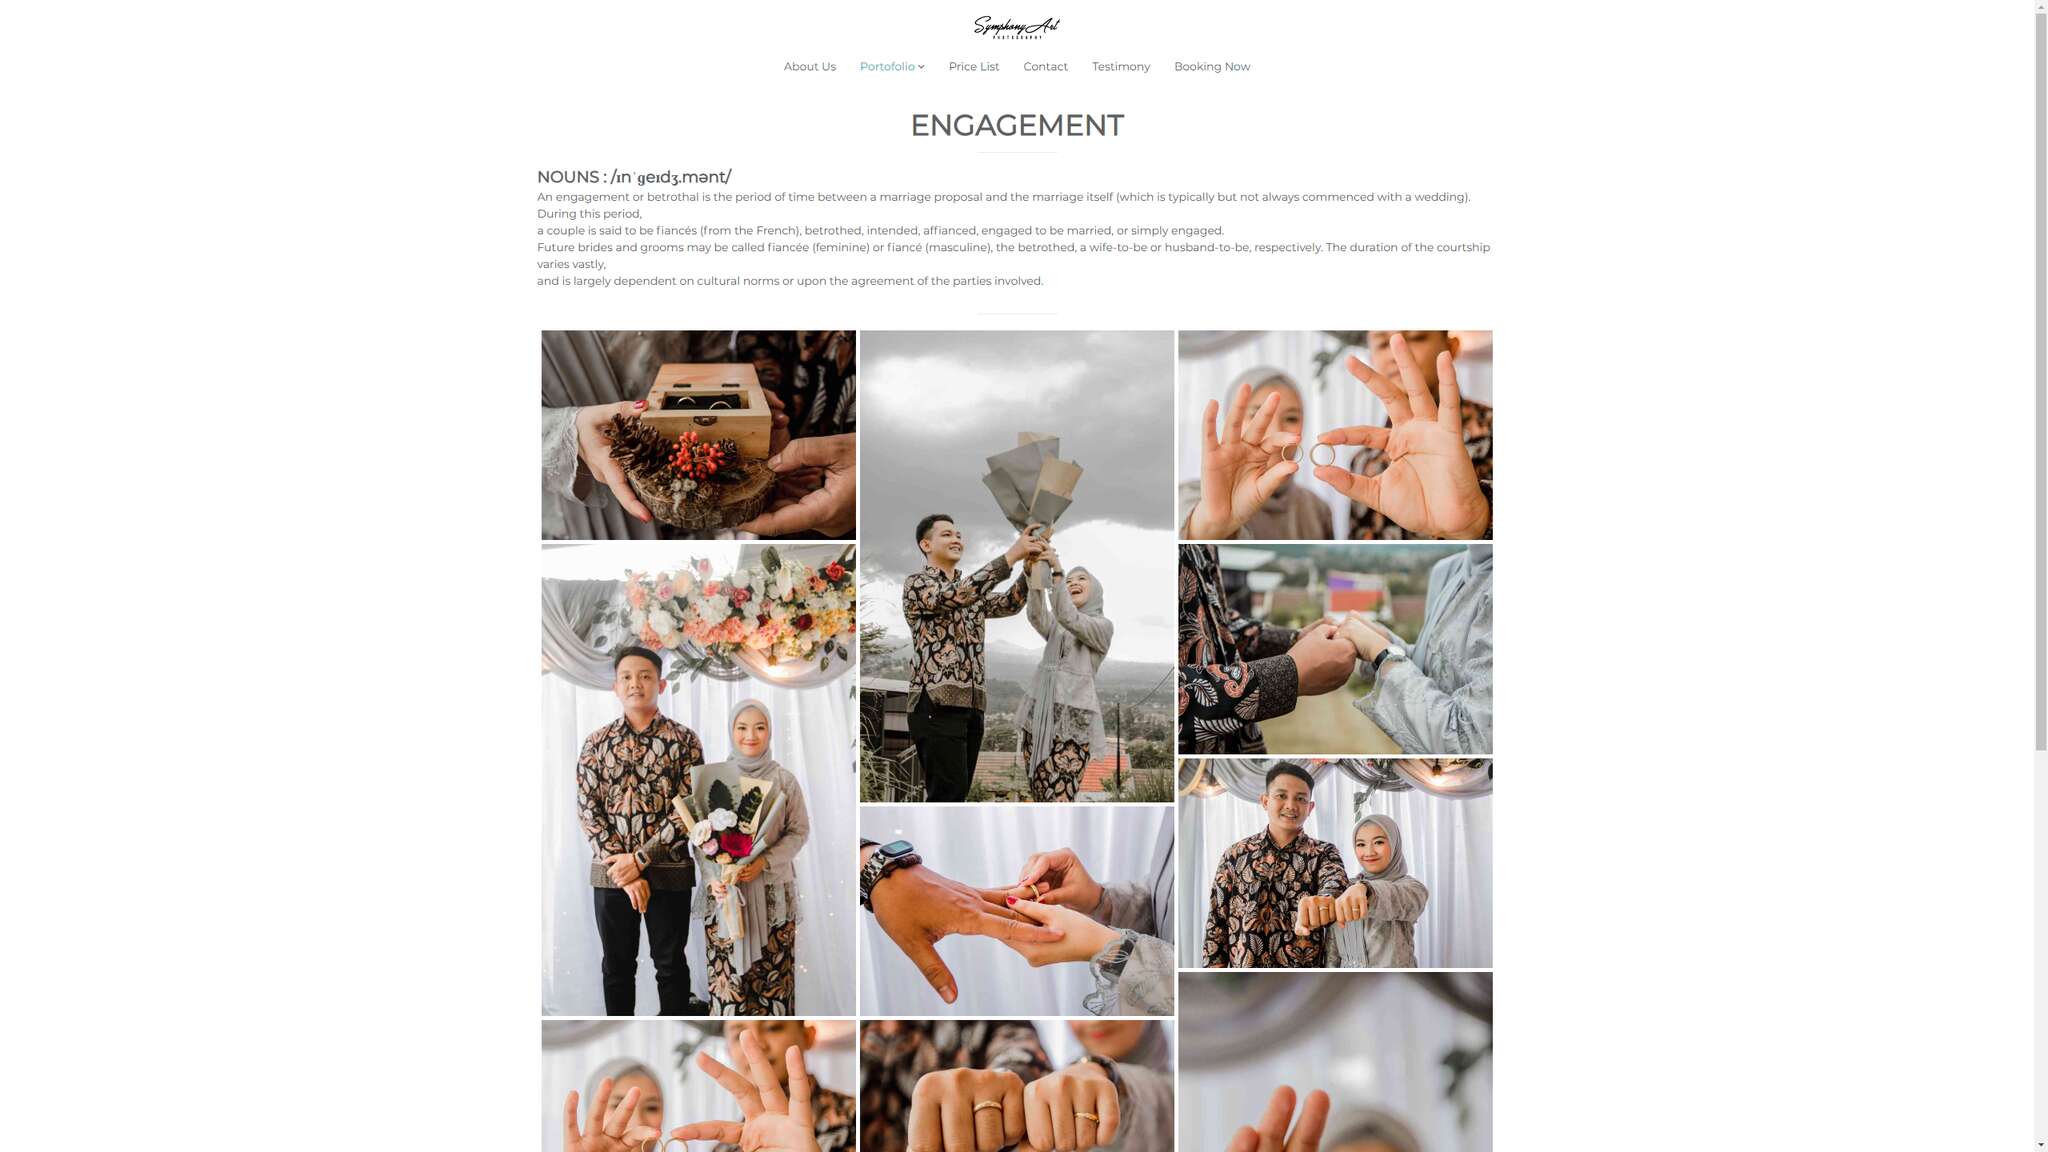 SymphonyArt
PHOTOGRAPHY
About Us Portofolio Price List Contact Testimony Booking Now
ENGAGEMENT
NOUNS : /ɪnˈɡeɪdʒ.mənt/
An engagement or betrothal is the period of time between a marriage proposal and the marriage itself (which is typically but not always commenced with a wedding).
During this period,
a couple is said to be fiancés (from the French), betrothed, intended, affianced, engaged to be married, or simply engaged.
Future brides and grooms may be called fiancée (feminine) or fiancé (masculine), the betrothed, a wife-to-be or husband-to-be, respectively. The duration of the courtship
varies vastly,
and is largely dependent on cultural norms or upon the agreement of the parties involved.